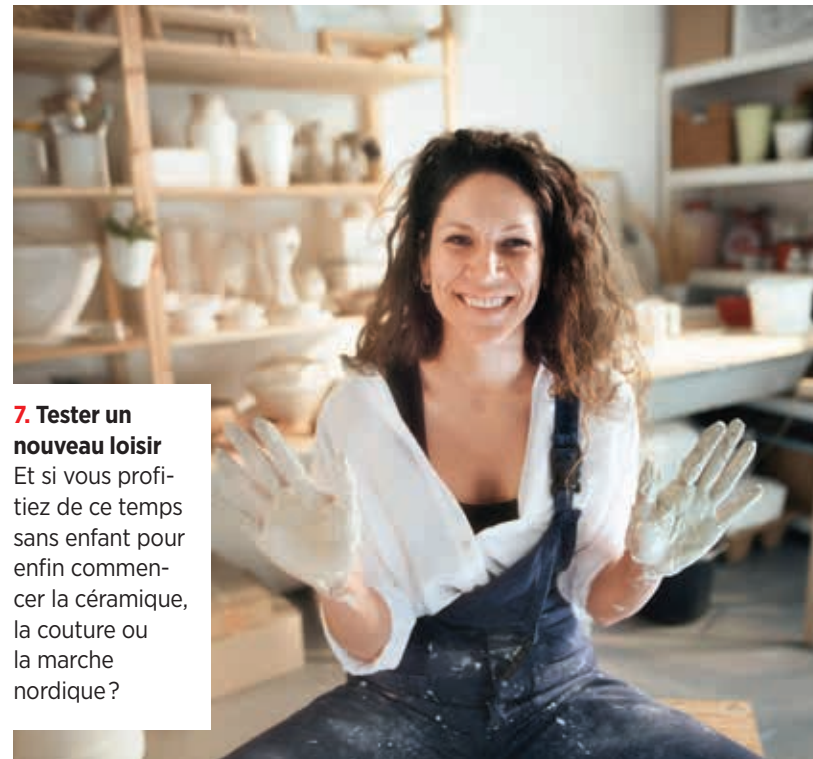 7. Tester un
nouveau loisir
Et si vous profi-
tiez de ce temps
sans enfant pour
enfin commen-
cer la céramique,
la couture ou
la marche
nordique ?